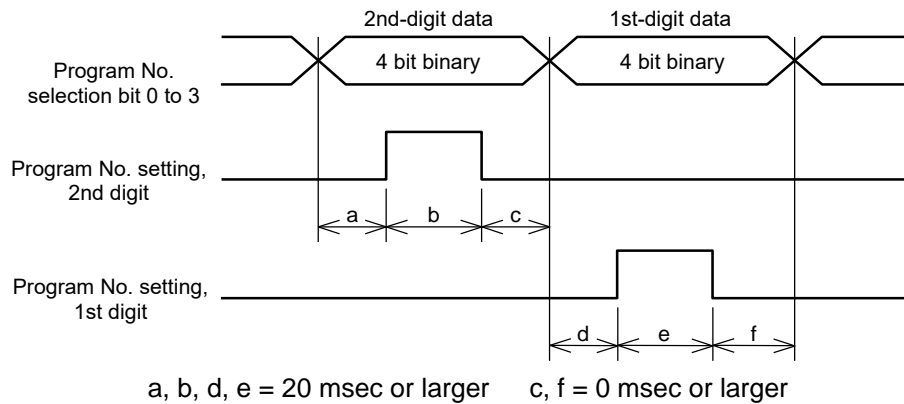 2nd-digit data 1st-digit data
4 bit binary 4 bit binary
Program No.
selection bit 0 to 3
Program No. setting,
2nd digit
a b c
Program No. setting,
1st digit
d e f
a, b, d, e = 20 msec or larger c, f = 0 msec or larger